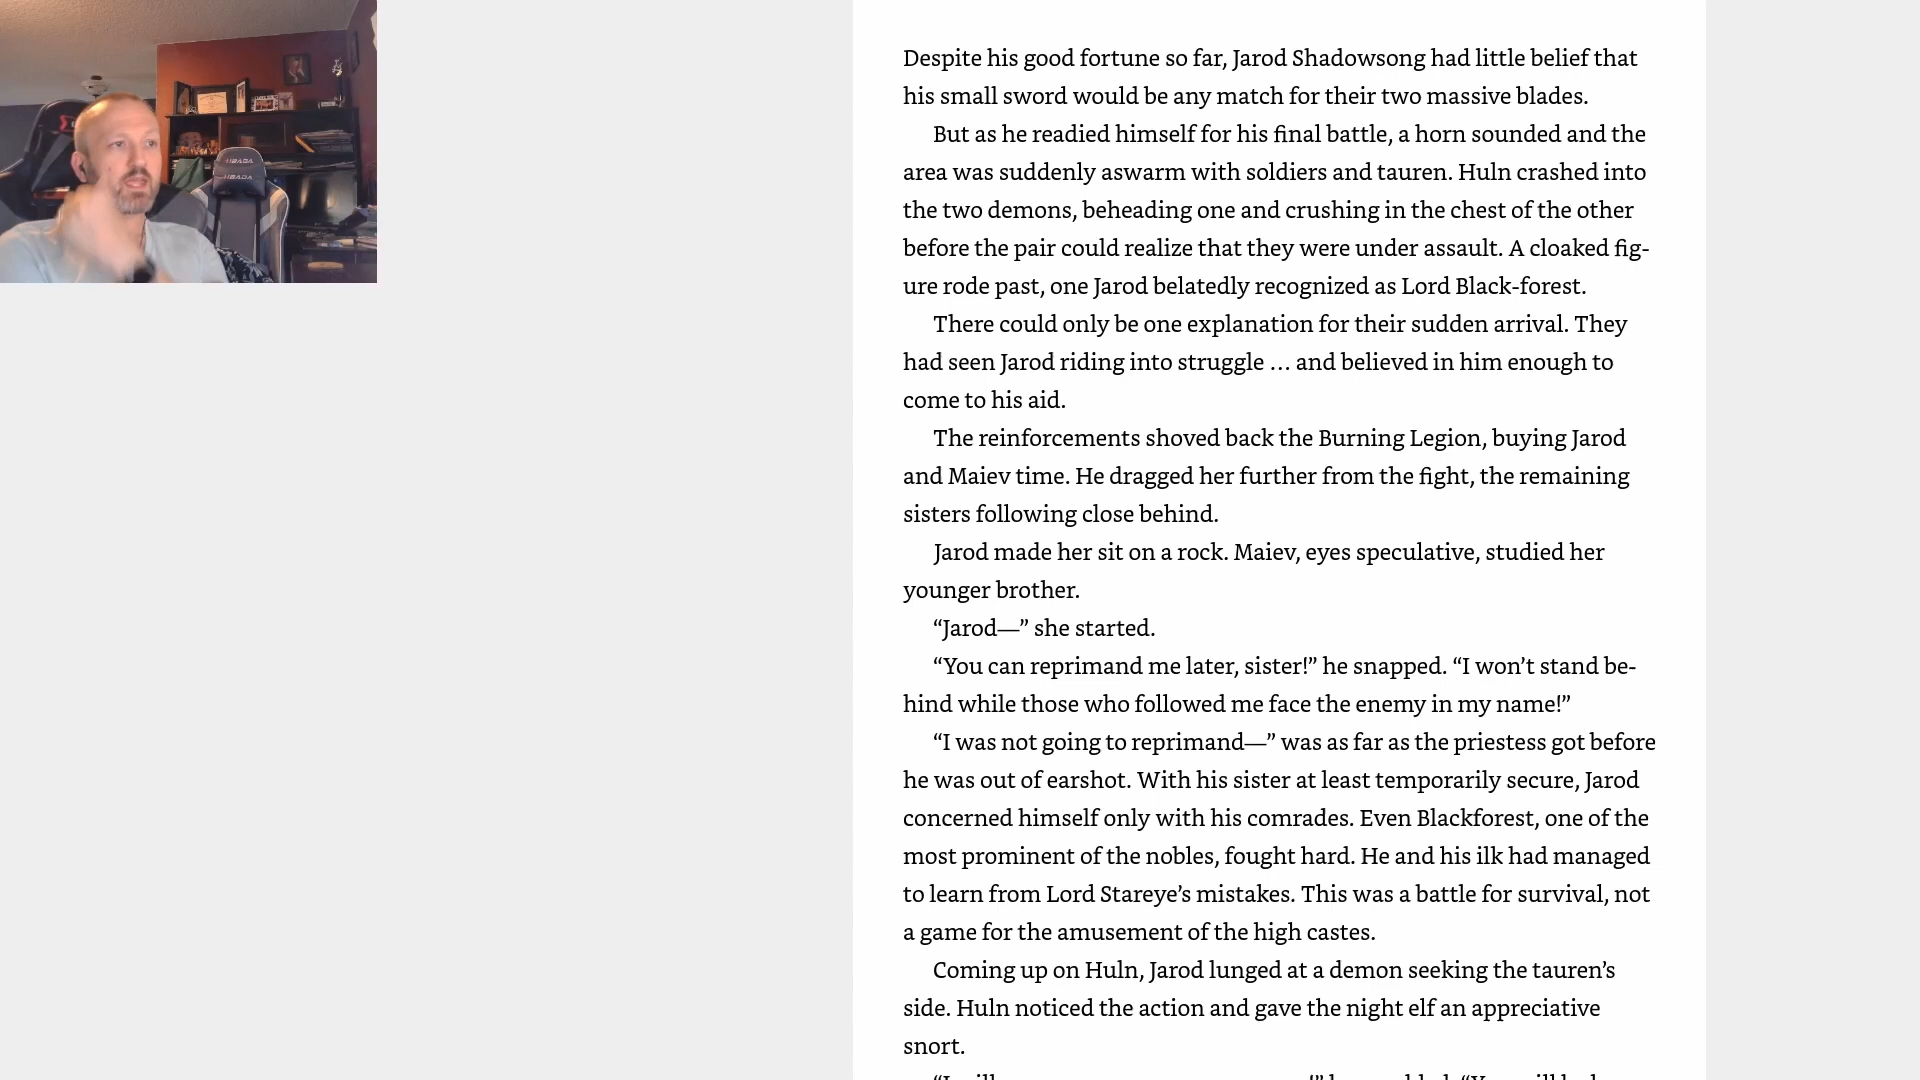 Despite his good fortune so far, Jarod Shadowsong had little belief that
his small sword would be any match for their two massive blades.
But as he readied himself for his final battle, a horn sounded and the
area was suddenly aswarm with soldiers and tauren. Huln crashed into
the two demons, beheading one and crushing in the chest of the other
before the pair could realize that they were under assault. A cloaked fig-
ure rode past, one Jarod belatedly recognized as Lord Black-forest.
There could only be one explanation for their sudden arrival. They
had seen Jarod riding into struggle … and believed in him enough to
come to his aid.
The reinforcements shoved back the Burning Legion, buying Jarod
and Maiev time. He dragged her further from the fight, the remaining
sisters following close behind.
Jarod made her sit on a rock. Maiev, eyes speculative, studied her
younger brother.
“Jarod—” she started.
“You can reprimand me later, sister!” he snapped. “I won’t stand be-
hind while those who followed me face the enemy in my name!”
“I was not going to reprimand—” was as far as the priestess got before
he was out of earshot. With his sister at least temporarily secure, Jarod
concerned himself only with his comrades. Even Blackforest, one of the
most prominent of the nobles, fought hard. He and his ilk had managed
to learn from Lord Stareye’s mistakes. This was a battle for survival, not
a game for the amusement of the high castes.
Coming up on Huln, Jarod lunged at a demon seeking the tauren’s
side. Huln noticed the action and gave the night elf an appreciative
snort.